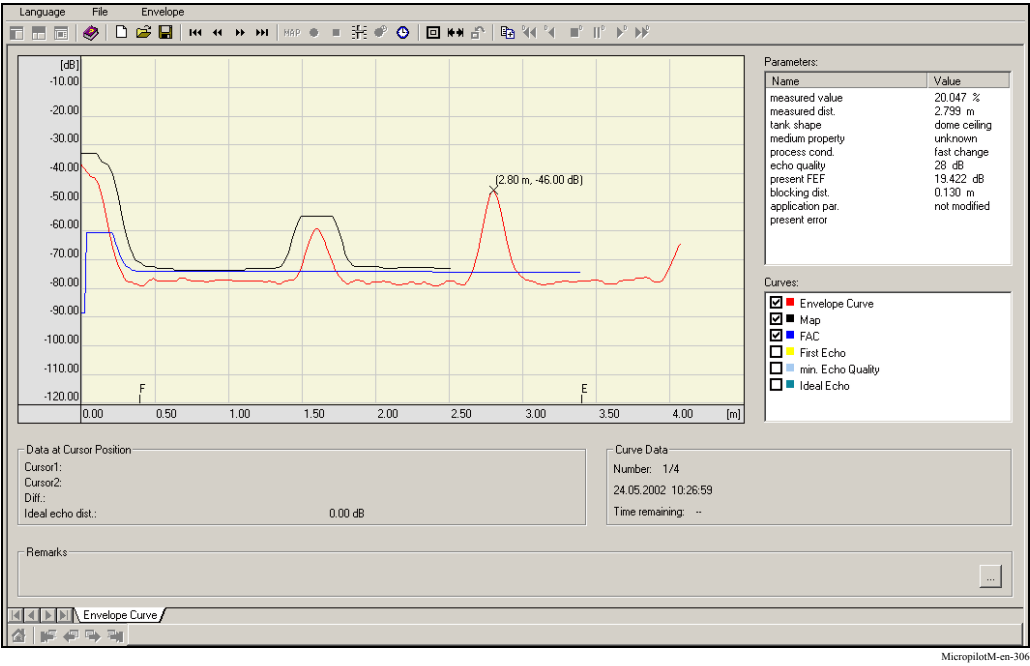 Language File Envelope
MAP
[dB]
-10.00
-20.00
-30.00
-40.00
-50.00
-60.00
-70.00
-80.00
-90.00
-100.00
-110.00
-120.00
(2.80 m, -46.00 dB)
F
E
0.00 0.50 1.00 1.50 2.00 2.50 3.00 3.50 4.00 [m]
Parameters:
Name Value
measured value 20.047 %
measured dist. 2.799 m
tank shape dome ceiling
medium property unknown
process cond. fast change
echo quality 28 dB
present FEF 19.422 dB
blocking dist. 0.130 m
application par. not modified
present error
Curves:
Envelope Curve
Map
FAC
First Echo
min. Echo Quality
Ideal Echo
Data at Cursor Position
Cursor1:
Cursor2:
Diff.:
Ideal echo dist.: 0.00 dB
Curve Data
Number: 1/4
24.05.2002 10:26:59
Time remaining: --
Remarks
...
Envelope Curve
MicropilotM-en-306